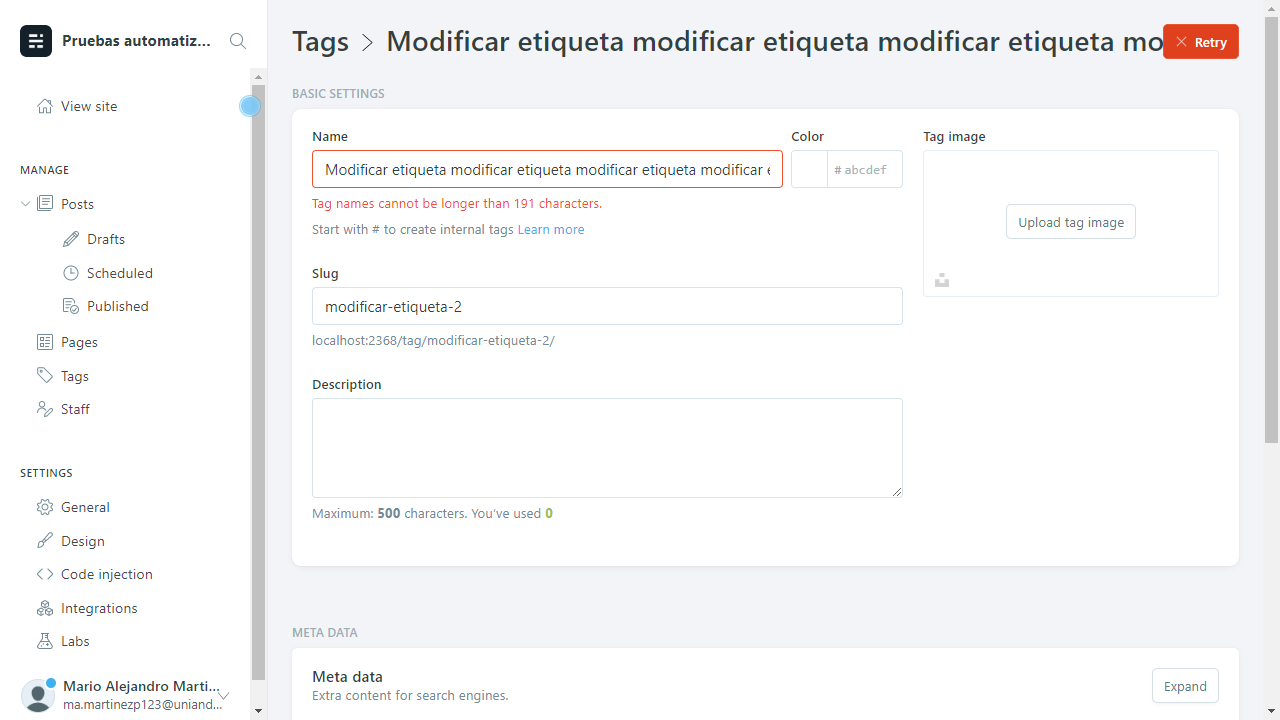 Pruebas automatiz...
View site
MANAGE
Posts
Drafts
Scheduled
Published
Pages
Tags
Staff
SETTINGS
General
Design
Code injection
Integrations
Labs
Mario Alejandro Marti...
ma.martinezp123@uniand...
Tags > Modificar etiqueta modificar etiqueta modificar etiqueta mo
Retry
BASIC SETTINGS
Name
Modificar etiqueta modificar etiqueta modificar etiqueta modificar e
Tag names cannot be longer than 191 characters.
Start with # to create internal tags Learn more
Color
# abcdef
Tag image
Upload tag image
Slug
modificar-etiqueta-2
localhost:2368/tag/modificar-etiqueta-2/
Description
Maximum: 500 characters. You've used 0
META DATA
Meta data
Extra content for search engines.
Expand